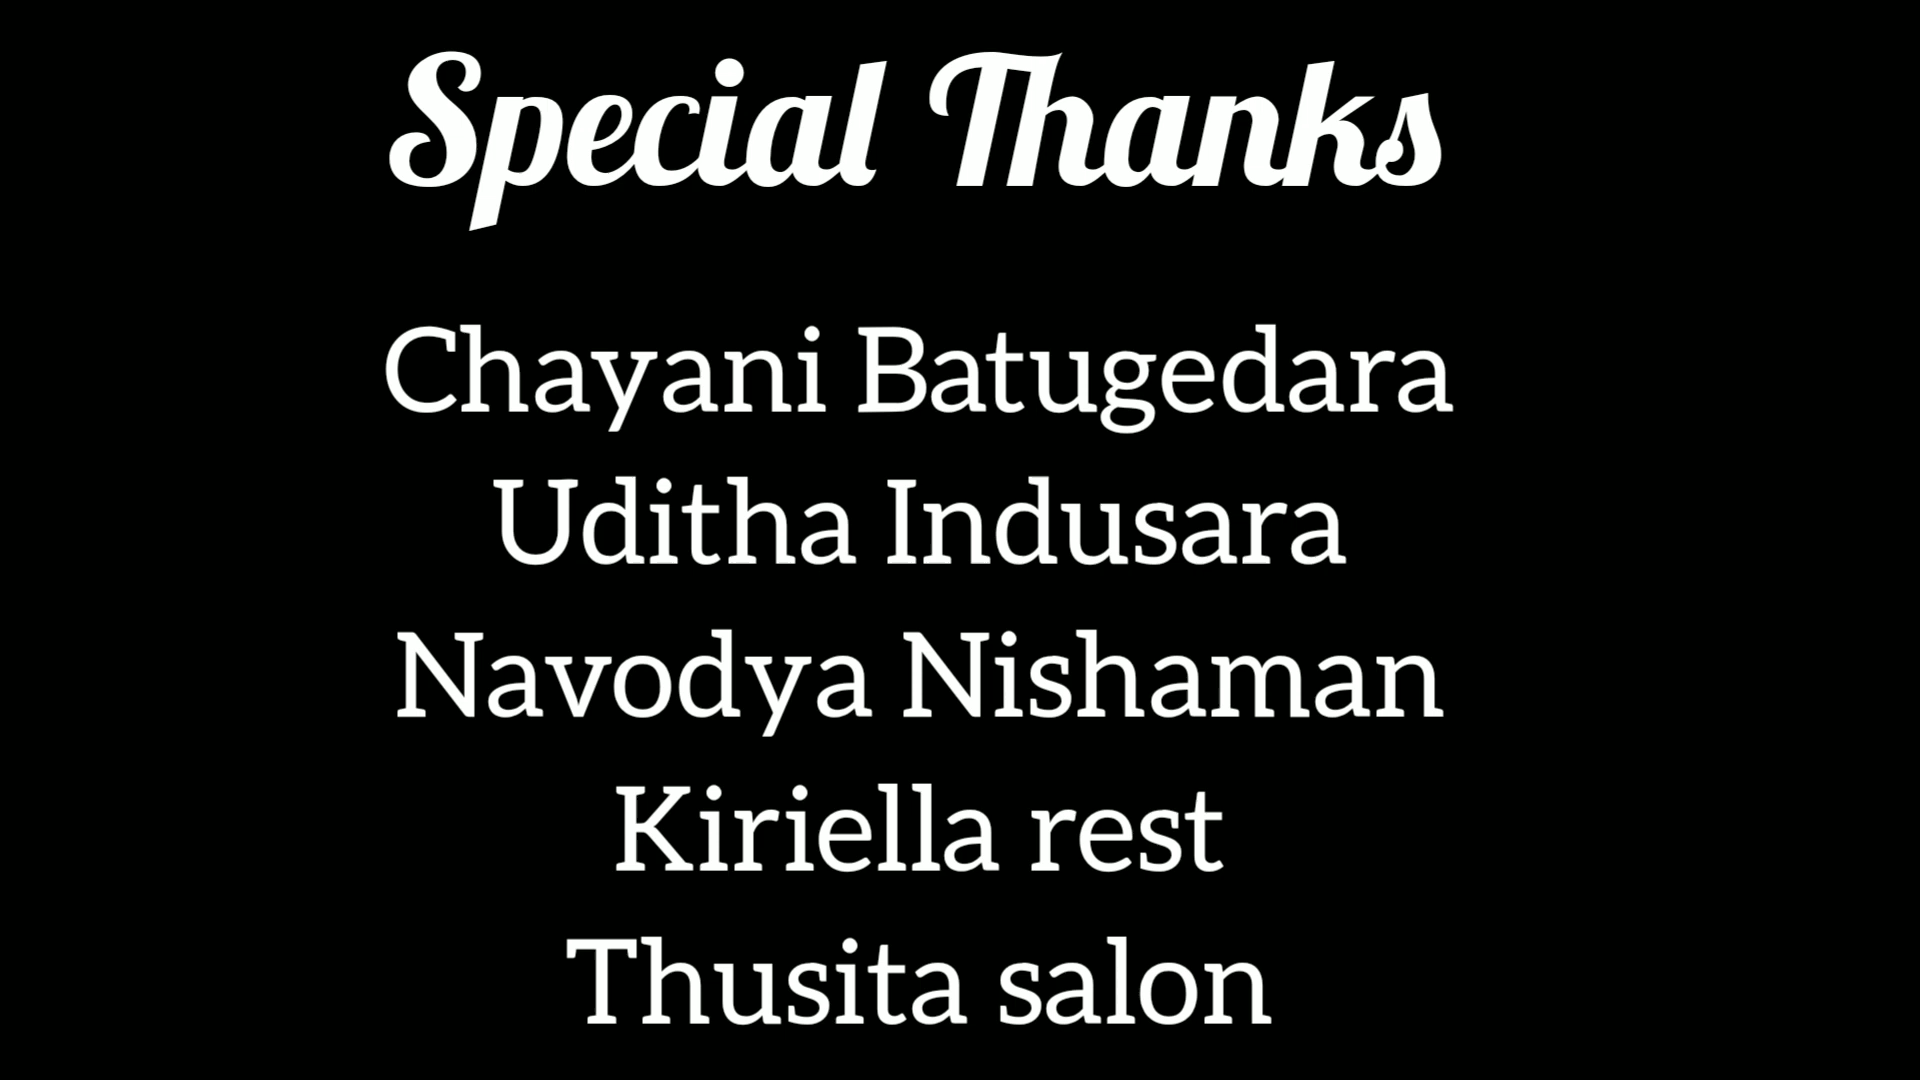 Special Thanks
Chayani Batugedara
Uditha Indusara
Navodya Nishaman
Kiriella rest
Thusita salon